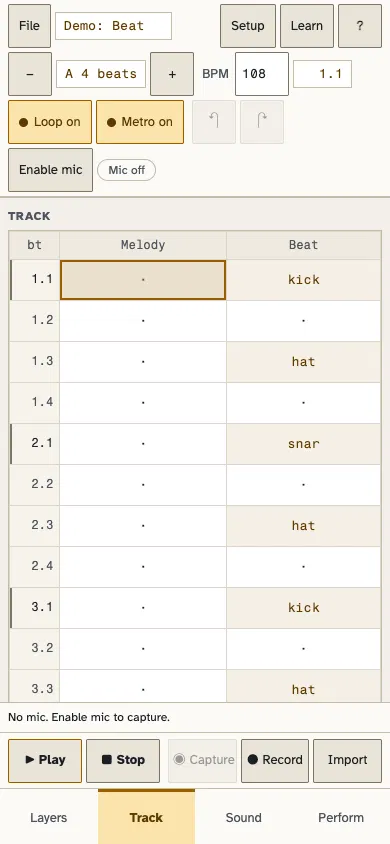 File Demo: Beat Setup Learn ?
− A 4 beats + BPM 108 1.1
● Loop on ● Metro on
Enable mic Mic off
TRACK
bt Melody Beat
1.1 · kick
1.2 · ·
1.3 · hat
1.4 · ·
2.1 · snar
2.2 · ·
2.3 · hat
2.4 · ·
3.1 · kick
3.2 · ·
3.3 · hat
No mic. Enable mic to capture.
▶ Play ■ Stop ◉ Capture ● Record Import
Layers Track Sound Perform